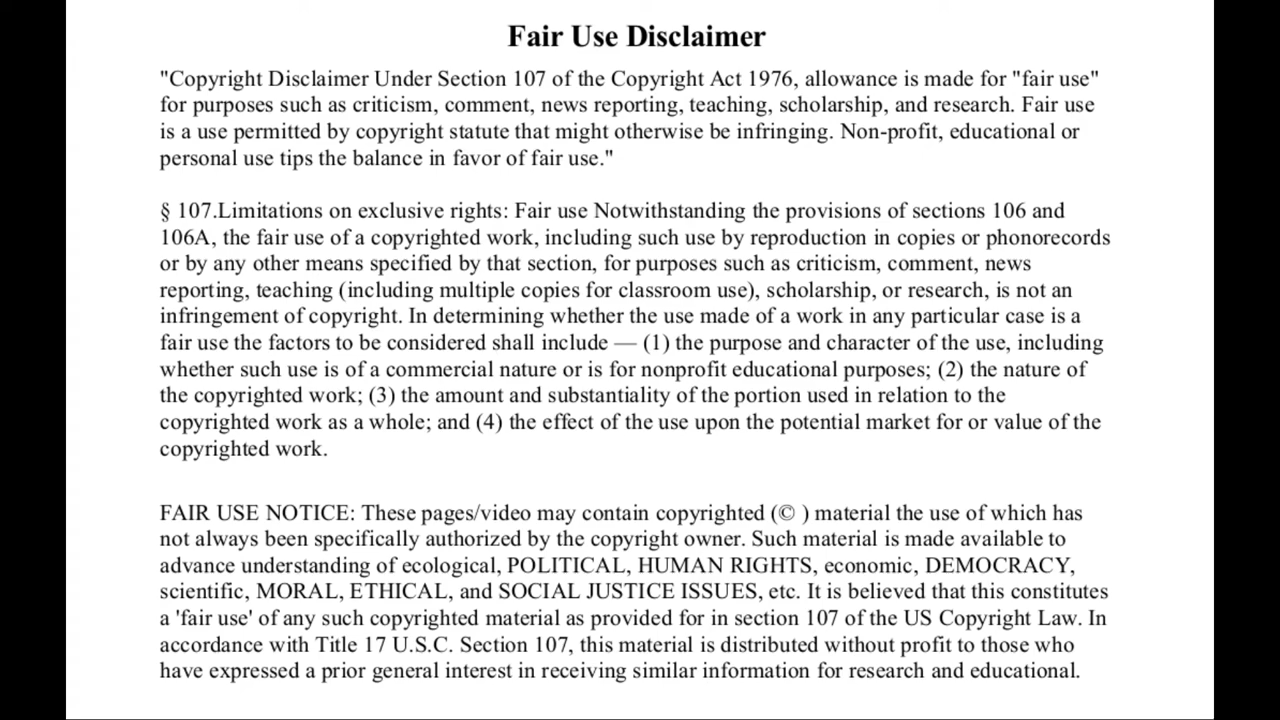 Fair Use Disclaimer
"Copyright Disclaimer Under Section 107 of the Copyright Act 1976, allowance is made for "fair use"
for purposes such as criticism, comment, news reporting, teaching, scholarship, and research. Fair use
is a use permitted by copyright statute that might otherwise be infringing. Non-profit, educational or
personal use tips the balance in favor of fair use."
§ 107.Limitations on exclusive rights: Fair use Notwithstanding the provisions of sections 106 and
106A, the fair use of a copyrighted work, including such use by reproduction in copies or phonorecords
or by any other means specified by that section, for purposes such as criticism, comment, news
reporting, teaching (including multiple copies for classroom use), scholarship, or research, is not an
infringement of copyright. In determining whether the use made of a work in any particular case is a
fair use the factors to be considered shall include — (1) the purpose and character of the use, including
whether such use is of a commercial nature or is for nonprofit educational purposes; (2) the nature of
the copyrighted work; (3) the amount and substantiality of the portion used in relation to the
copyrighted work as a whole; and (4) the effect of the use upon the potential market for or value of the
copyrighted work.
FAIR USE NOTICE: These pages/video may contain copyrighted (© ) material the use of which has
not always been specifically authorized by the copyright owner. Such material is made available to
advance understanding of ecological, POLITICAL, HUMAN RIGHTS, economic, DEMOCRACY,
scientific, MORAL, ETHICAL, and SOCIAL JUSTICE ISSUES, etc. It is believed that this constitutes
a 'fair use' of any such copyrighted material as provided for in section 107 of the US Copyright Law. In
accordance with Title 17 U.S.C. Section 107, this material is distributed without profit to those who
have expressed a prior general interest in receiving similar information for research and educational.